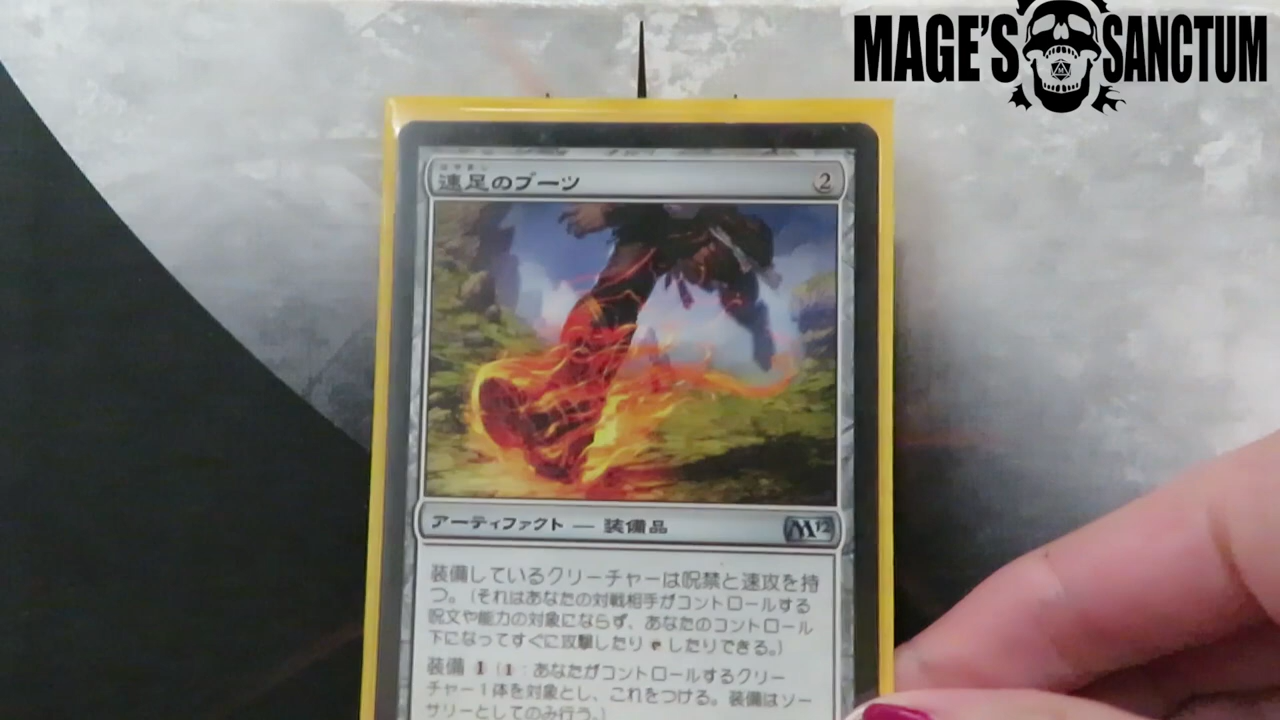 MAGE'S SANCTUM
はやあし
速足のブーツ 2
アーティファクト — 装備品 M12
装備しているクリーチャーは呪禁と速攻を持
つ。(それはあなたの対戦相手がコントロールする
呪文や能力の対象にならず、あなたのコントロール
下になってすぐに攻撃したりしたりできる。)
装備 1 (1:あなたがコントロールするクリー
チャー1体を対象とし、これをつける。装備はソー
サリーとしてのみ行う。)